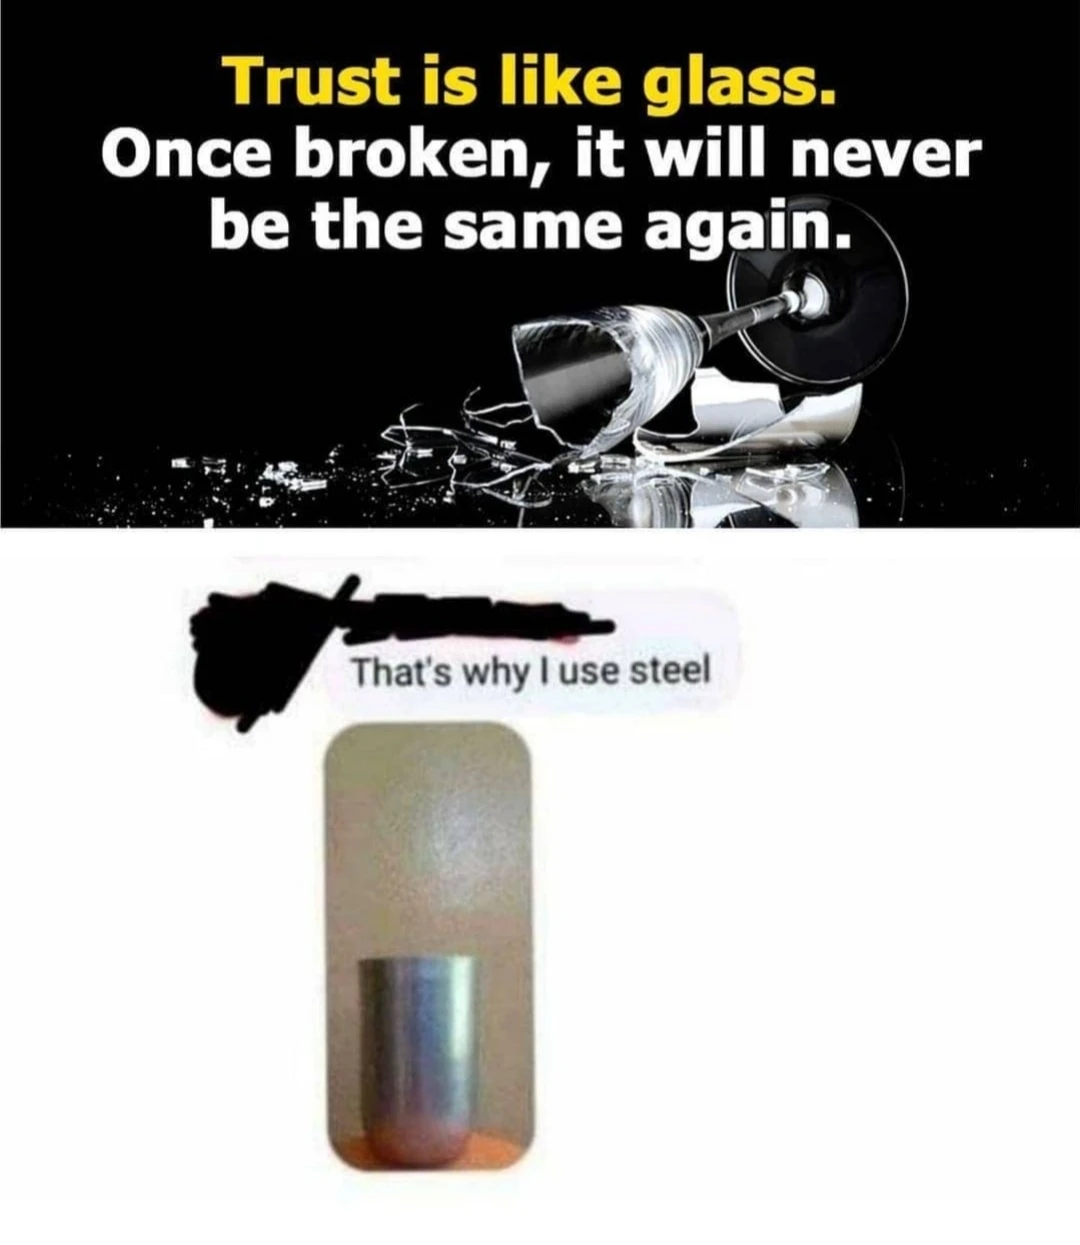 Trust is like glass.
Once broken, it will never
be the same again.
That's why I use steel